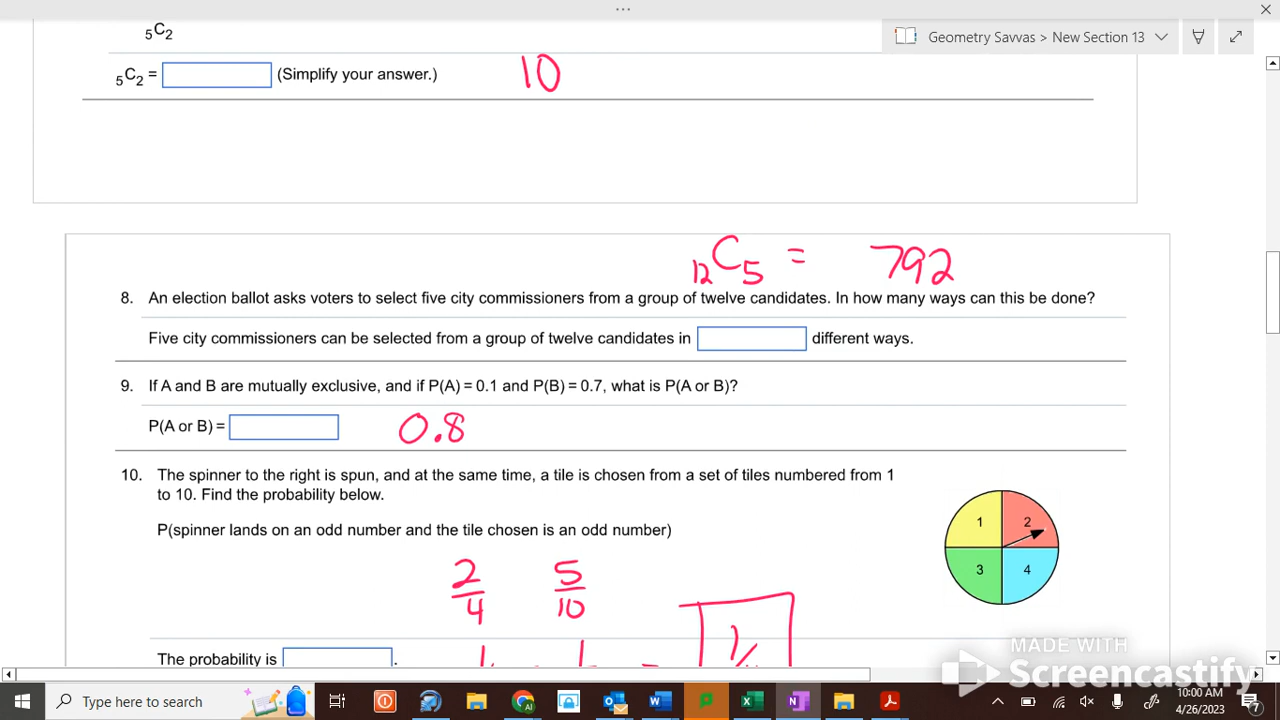 ...
5C2
Geometry Savvas > New Section 13
5C2 = (Simplify your answer.) 10
12C5 = 792
8. An election ballot asks voters to select five city commissioners from a group of twelve candidates. In how many ways can this be done?
Five city commissioners can be selected from a group of twelve candidates in different ways.
9. If A and B are mutually exclusive, and if P(A) = 0.1 and P(B) = 0.7, what is P(A or B)?
P(A or B) = 0.8
10. The spinner to the right is spun, and at the same time, a tile is chosen from a set of tiles numbered from 1
to 10. Find the probability below.
1 2
P(spinner lands on an odd number and the tile chosen is an odd number)
3 4
2/4 5/10
The probability is .
MADE WITH
Screencastify
Type here to search
10:00 AM
4/26/2023
7